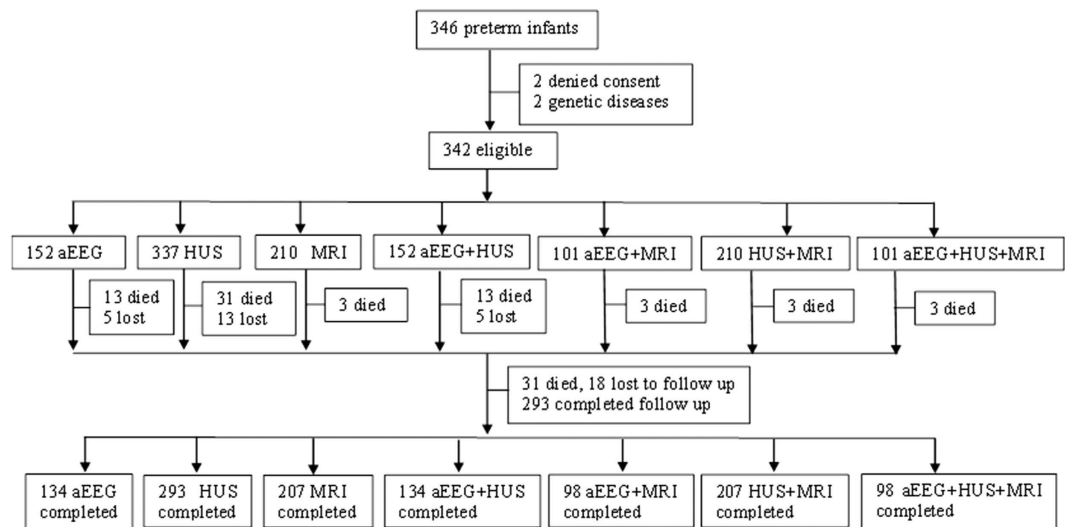 346 preterm infants
2 denied consent
2 genetic diseases
342 eligible
152 aEEG
337 HUS
210 MRI
152 aEEG+HUS
101 aEEG+MRI
210 HUS+MRI
101 aEEG+HUS+MRI
13 died
5 lost
31 died
13 lost
3 died
13 died
5 lost
3 died
3 died
3 died
31 died, 18 lost to follow up
293 completed follow up
134 aEEG
completed
293 HUS
completed
207 MRI
completed
134 aEEG+HUS
completed
98 aEEG+MRI
completed
207 HUS+MRI
completed
98 aEEG+HUS+MRI
completed